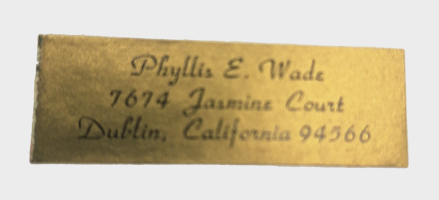 Phyllis E. Wade
7674 Jasmine Court
Dublin, California 94566